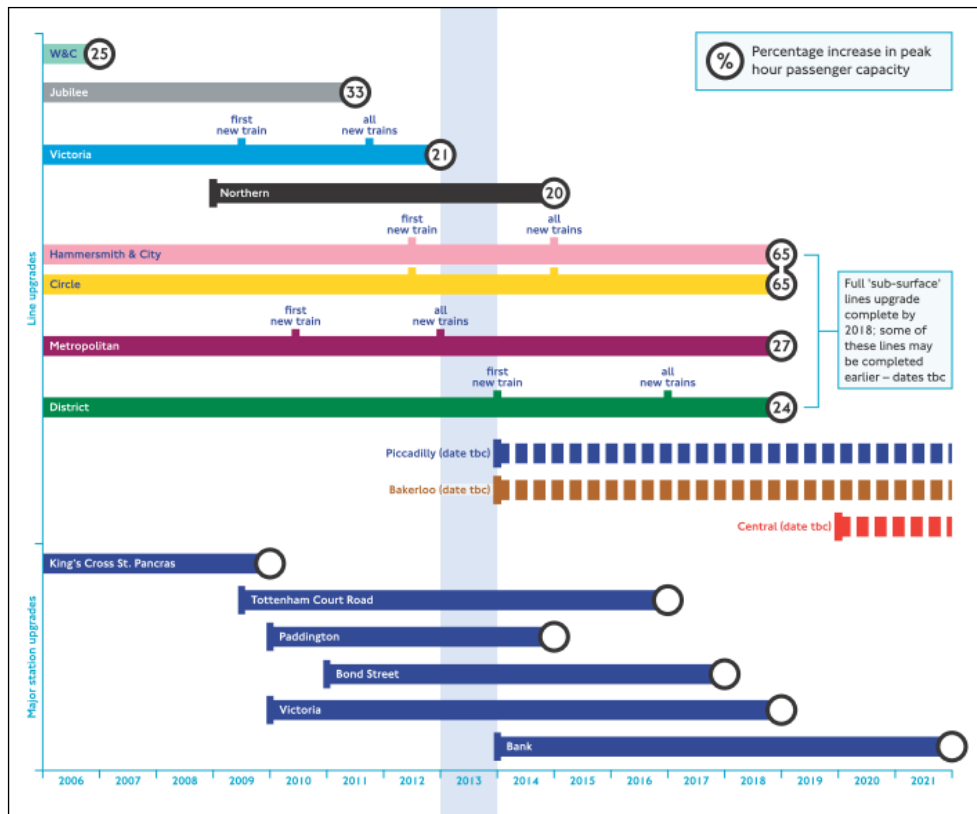 W&C
25
%
Percentage increase in peak
hour passenger capacity
Jubilee
33
first
new train
all
new trains
Victoria
21
Northern
20
first
new train
all
new trains
Hammersmith & City
65
Circle
65
Full 'sub-surface'
lines upgrade
complete by
2018; some of
these lines may
be completed
earlier – dates tbc
first
new train
all
new trains
Metropolitan
27
first
new train
all
new trains
District
24
Piccadilly (date tbc)
Bakerloo (date tbc)
Central (date tbc)
Line upgrades
King's Cross St. Pancras
Tottenham Court Road
Paddington
Bond Street
Victoria
Bank
Major station upgrades
2006 2007 2008 2009 2010 2011 2012 2013 2014 2015 2016 2017 2018 2019 2020 2021